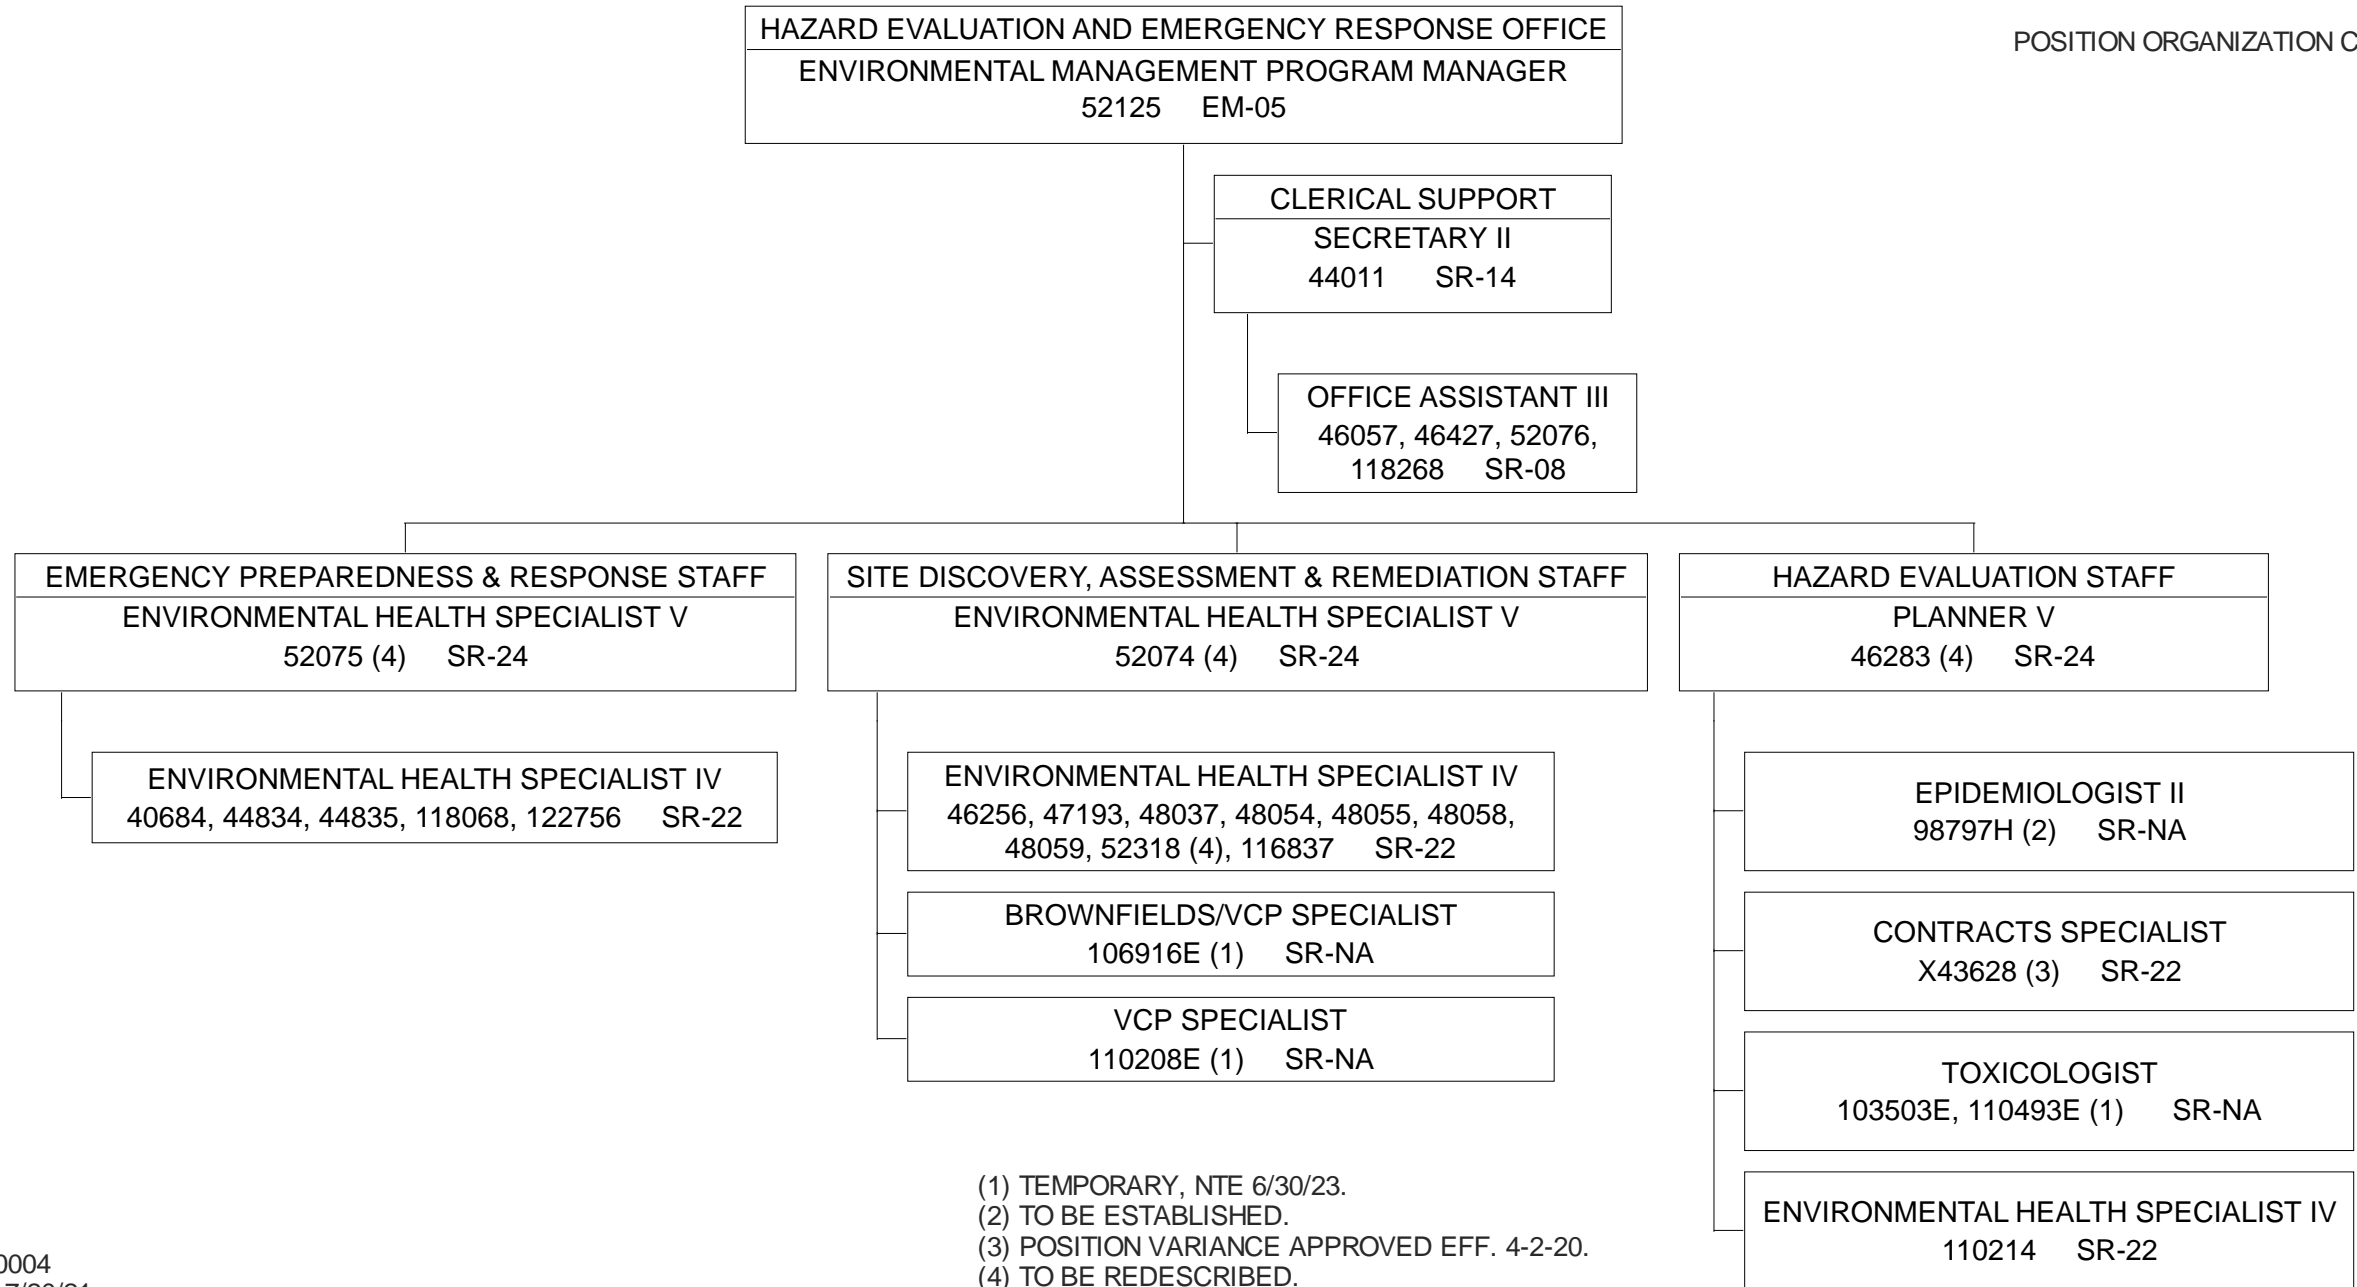 HAZARD EVALUATION AND EMERGENCY RESPONSE OFFICE
ENVIRONMENTAL MANAGEMENT PROGRAM MANAGER
52125 EM-05
POSITION ORGANIZATION C
CLERICAL SUPPORT
SECRETARY II
44011 SR-14
OFFICE ASSISTANT III
46057, 46427, 52076,
118268 SR-08
EMERGENCY PREPAREDNESS & RESPONSE STAFF
ENVIRONMENTAL HEALTH SPECIALIST V
52075 (4) SR-24
ENVIRONMENTAL HEALTH SPECIALIST IV
40684, 44834, 44835, 118068, 122756 SR-22
SITE DISCOVERY, ASSESSMENT & REMEDIATION STAFF
ENVIRONMENTAL HEALTH SPECIALIST V
52074 (4) SR-24
ENVIRONMENTAL HEALTH SPECIALIST IV
46256, 47193, 48037, 48054, 48055, 48058,
48059, 52318 (4), 116837 SR-22
BROWNFIELDS/VCP SPECIALIST
106916E (1) SR-NA
VCP SPECIALIST
110208E (1) SR-NA
HAZARD EVALUATION STAFF
PLANNER V
46283 (4) SR-24
EPIDEMIOLOGIST II
98797H (2) SR-NA
CONTRACTS SPECIALIST
X43628 (3) SR-22
TOXICOLOGIST
103503E, 110493E (1) SR-NA
ENVIRONMENTAL HEALTH SPECIALIST IV
110214 SR-22
(1) TEMPORARY, NTE 6/30/23.
(2) TO BE ESTABLISHED.
(3) POSITION VARIANCE APPROVED EFF. 4-2-20.
(4) TO BE REDESCRIBED.
0004